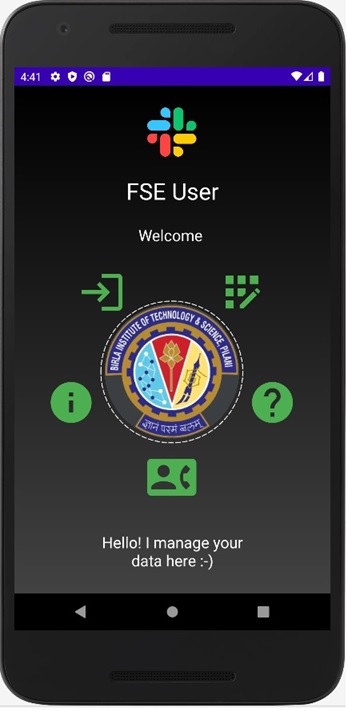 4:41
FSE User
Welcome
BIRLA INSTITUTE OF TECHNOLOGY & SCIENCE, PILANI
ज्ञानं परमं बलम्
i
?
Hello! I manage your
data here :-)